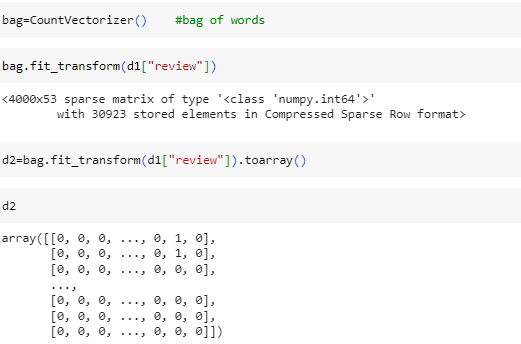 bag=CountVectorizer()    #bag of words
bag.fit_transform(d1["review"])
<4000x53 sparse matrix of type '<class 'numpy.int64'>'
        with 30923 stored elements in Compressed Sparse Row format>
d2=bag.fit_transform(d1["review"]).toarray()
d2
array([[0, 0, 0, ..., 0, 1, 0],
       [0, 0, 0, ..., 0, 1, 0],
       [0, 0, 0, ..., 0, 0, 0],
       ...,
       [0, 0, 0, ..., 0, 0, 0],
       [0, 0, 0, ..., 0, 0, 0],
       [0, 0, 0, ..., 0, 0, 0]])